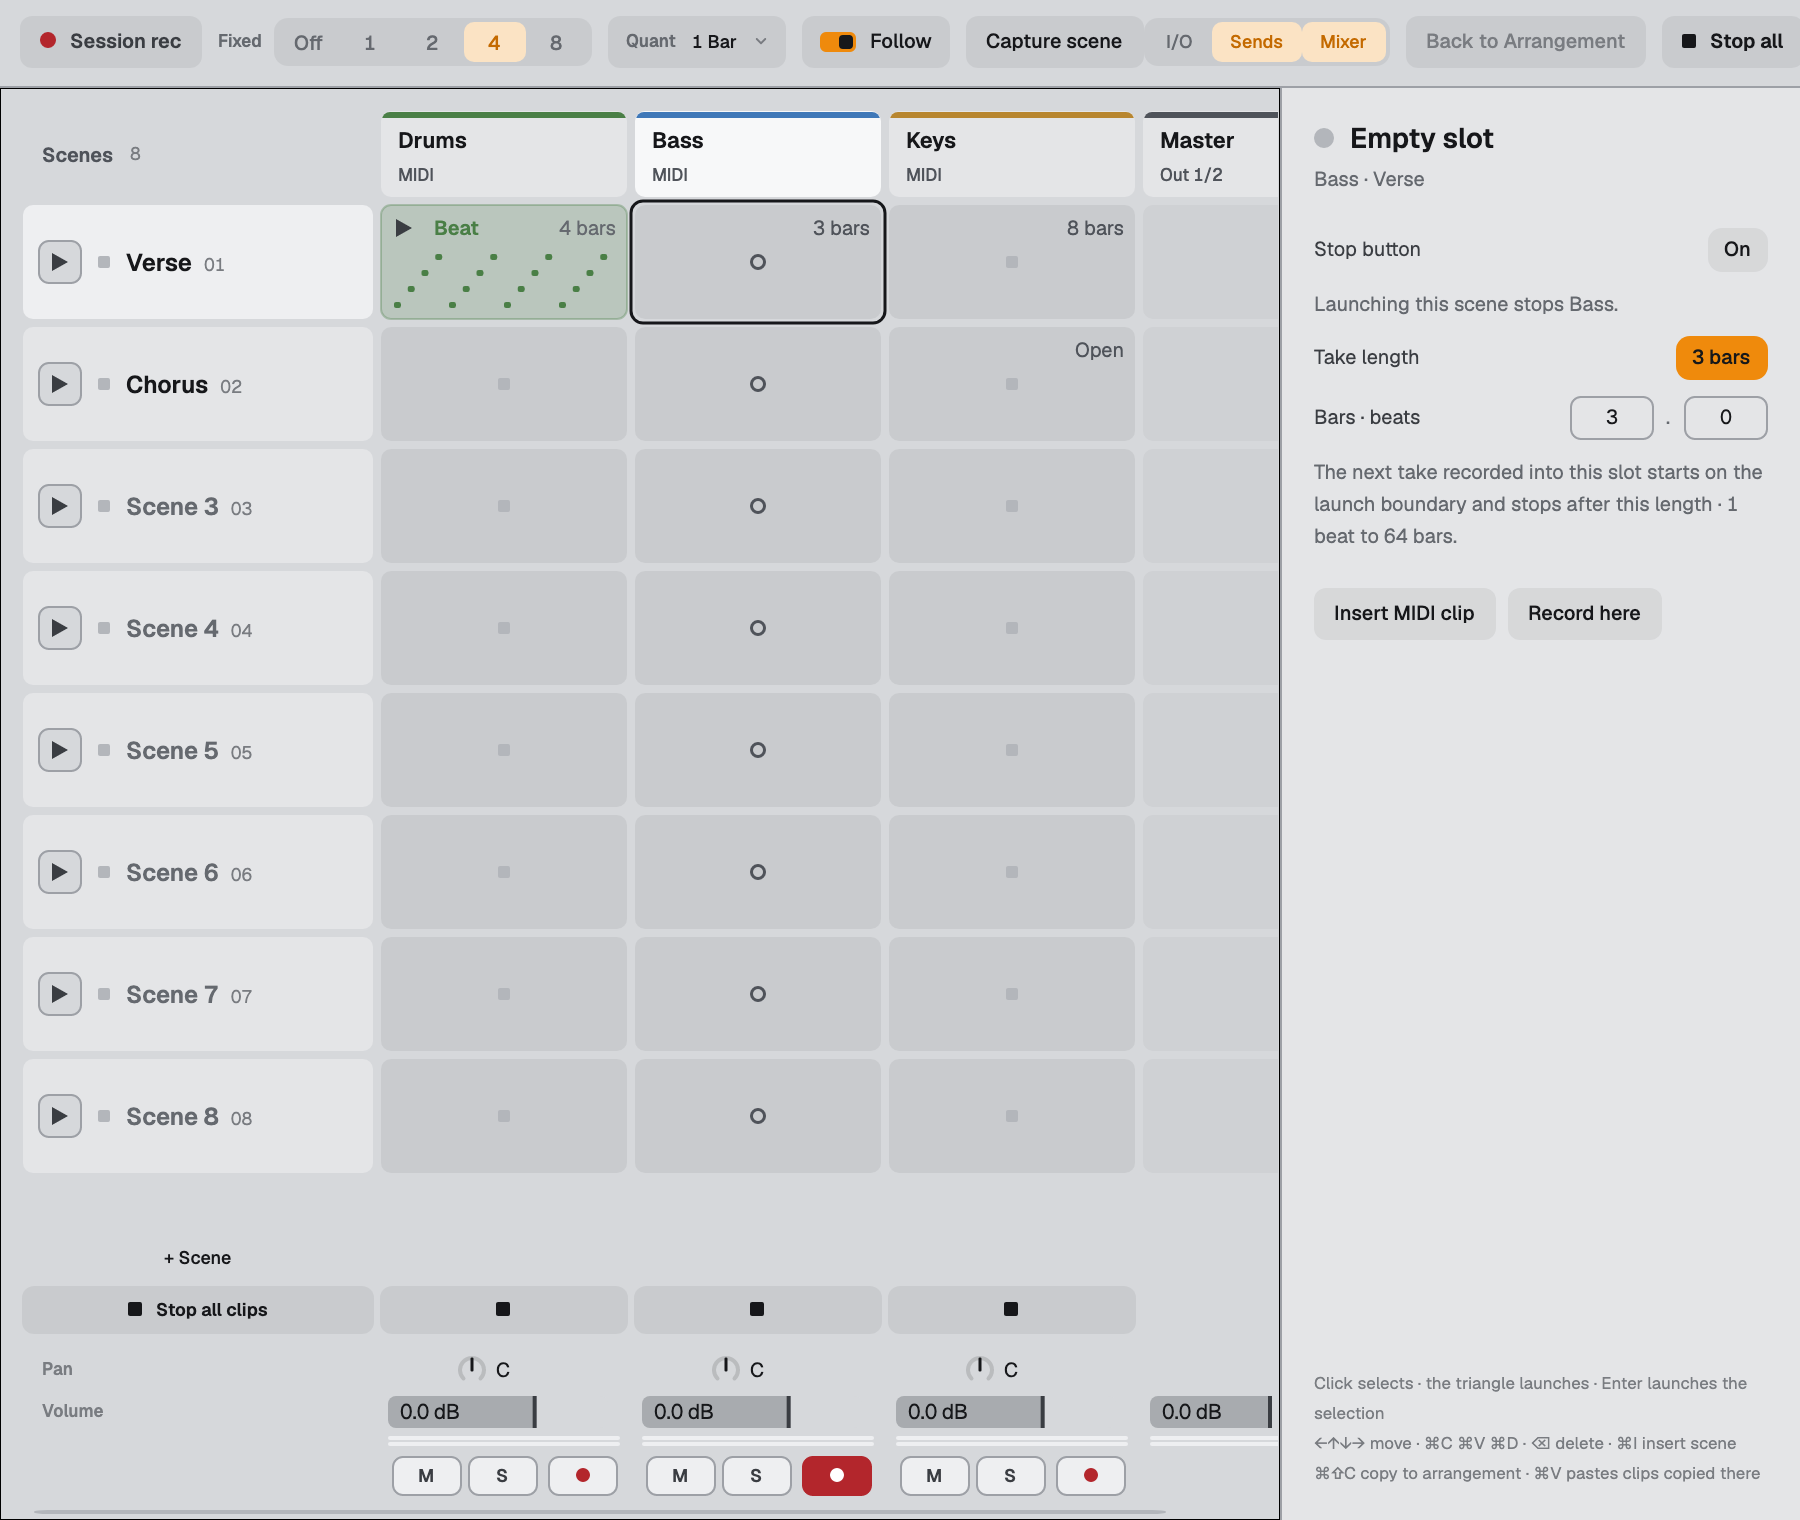 Session rec Fixed Off 1 2 4 8 Quant 1 Bar Follow Capture scene I/O Sends Mixer Back to Arrangement Stop all
Scenes 8
Drums
MIDI
Bass
MIDI
Keys
MIDI
Master
Out 1/2
Verse 01
Beat 4 bars
3 bars
8 bars
Chorus 02
Open
Scene 3 03
Scene 4 04
Scene 5 05
Scene 6 06
Scene 7 07
Scene 8 08
+ Scene
Stop all clips
Pan C C C
Volume 0.0 dB 0.0 dB 0.0 dB 0.0 dB
M S M S M S
Empty slot
Bass · Verse
Stop button On
Launching this scene stops Bass.
Take length 3 bars
Bars · beats 3 . 0
The next take recorded into this slot starts on the
launch boundary and stops after this length · 1
beat to 64 bars.
Insert MIDI clip Record here
Click selects · the triangle launches · Enter launches the
selection
←↑↓→ move · ⌘C ⌘V ⌘D · ⌫ delete · ⌘I insert scene
⌘⇧C copy to arrangement · ⌘V pastes clips copied there